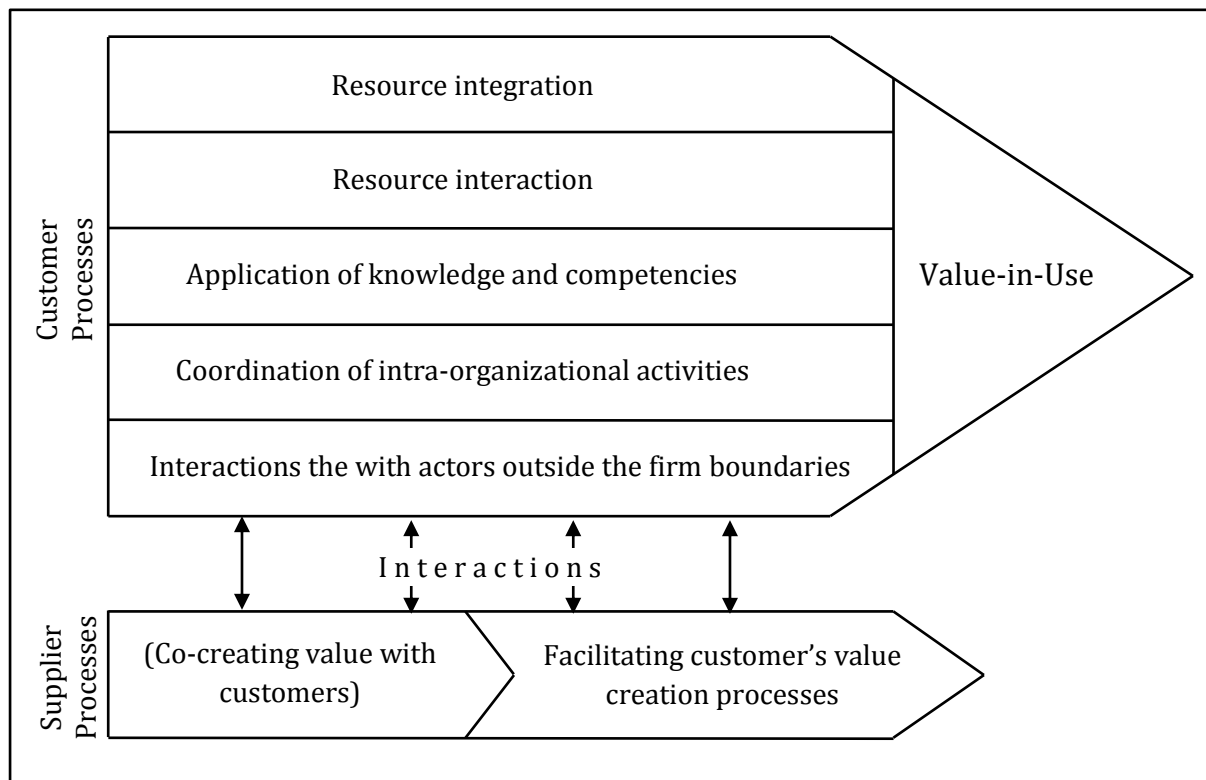 Customer
Processes
Resource integration
Resource interaction
Application of knowledge and competencies
Coordination of intra-organizational activities
Interactions the with actors outside the firm boundaries
Value-in-Use
Interactions
Supplier
Processes
(Co-creating value with
customers)
Facilitating customer’s value
creation processes